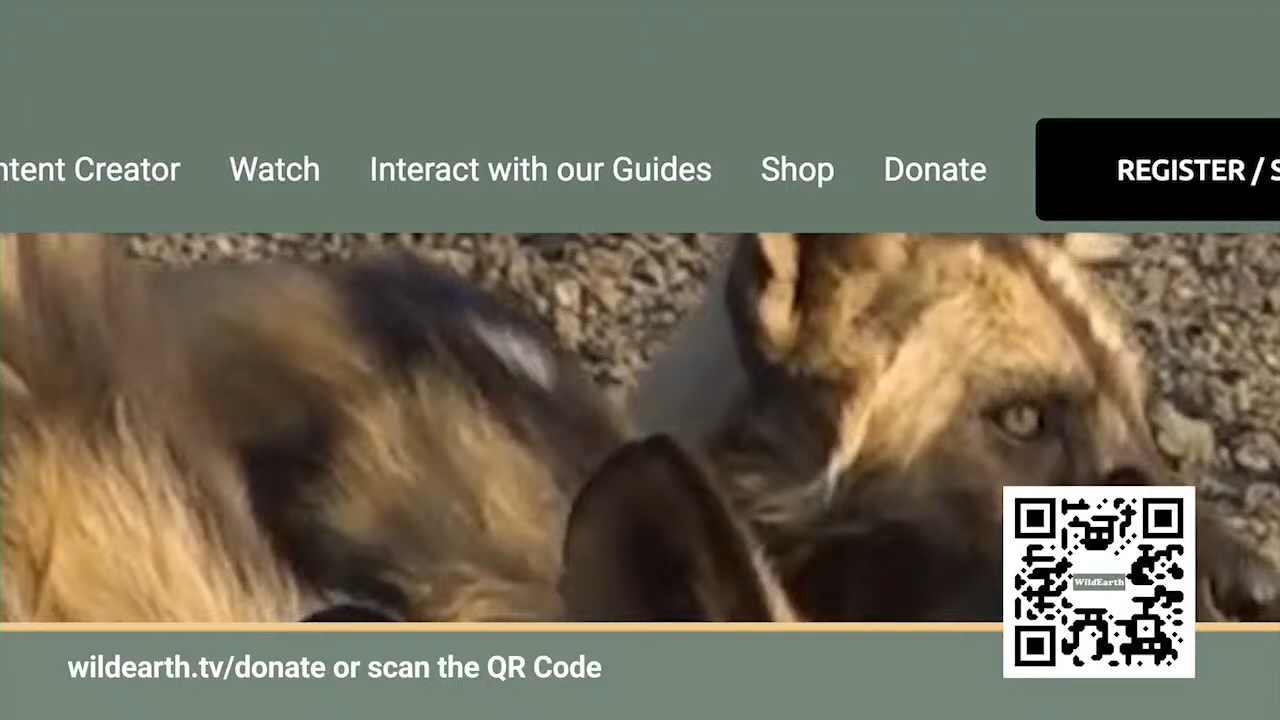 ntent Creator Watch Interact with our Guides Shop Donate REGISTER / S
WildEarth
wildearth.tv/donate or scan the QR Code